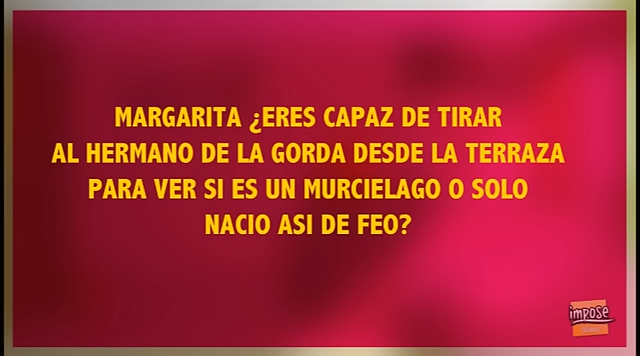 MARGARITA ¿ERES CAPAZ DE TIRAR
AL HERMANO DE LA GORDA DESDE LA TERRAZA
PARA VER SI ES UN MURCIELAGO O SOLO
NACIO ASI DE FEO?
impose